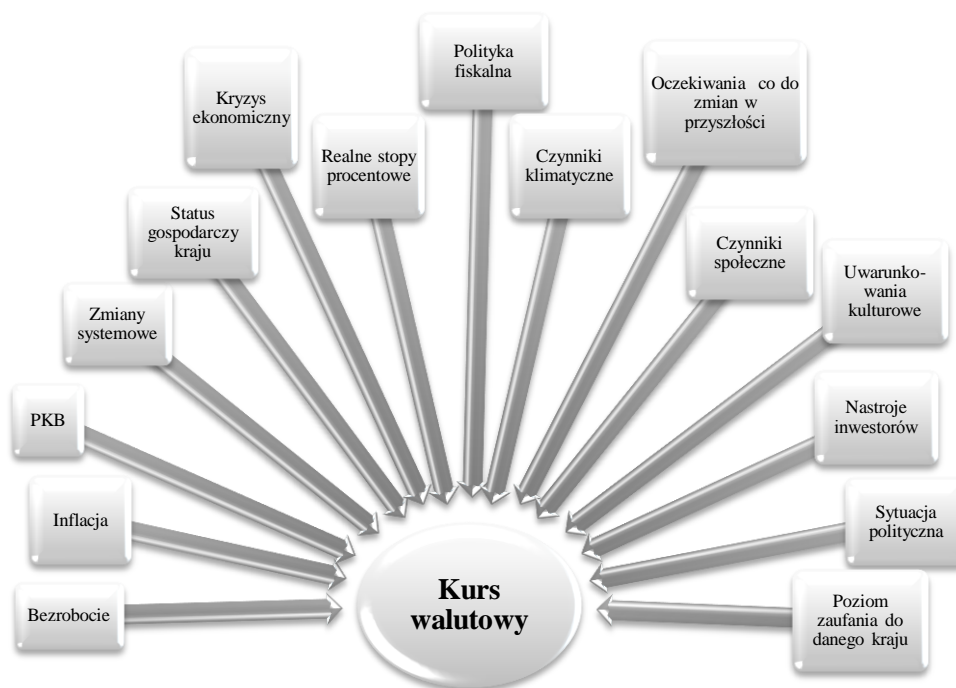 Polityka
fiskalna
Kryzys
ekonomiczny
Oczekiwania co do
zmian w
przyszłości
Realne stopy
procentowe
Czynniki
klimatyczne
Status
gospodarczy
kraju
Czynniki
społeczne
Uwarunko-
wania
kulturowe
Zmiany
systemowe
PKB
Nastroje
inwestorów
Inflacja
Sytuacja
polityczna
Bezrobocie
Kurs
walutowy
Poziom
zaufania do
danego kraju